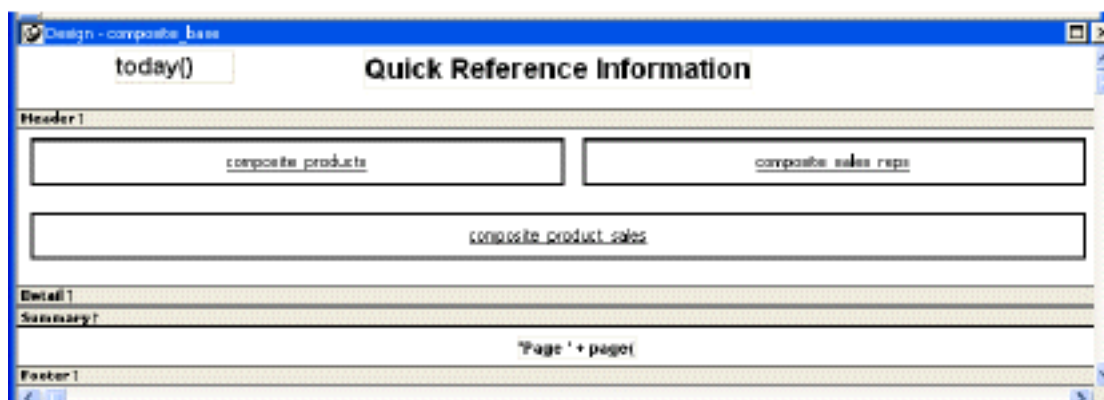 Design - composite_base
today() Quick Reference Information
Header ↑
composite products composite sales reps
composite product sales
Detail ↑
Summary ↑
"Page ' + page(
Footer ↑